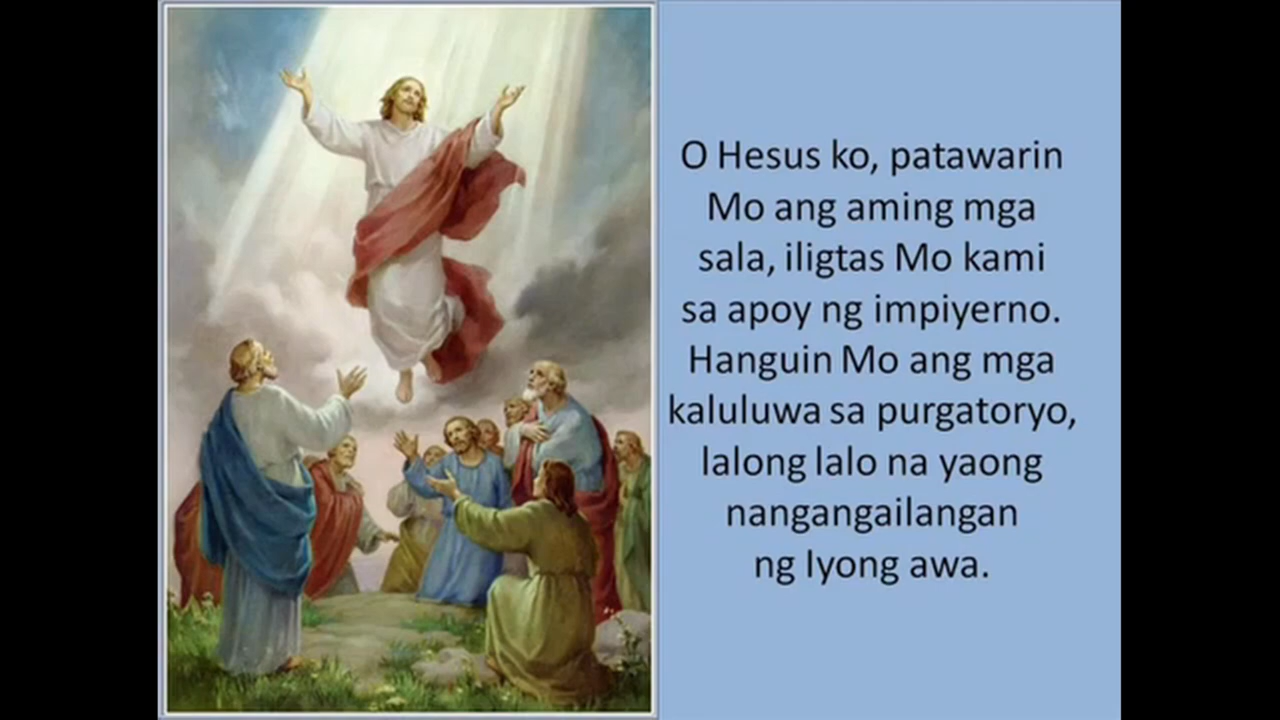 O Hesus ko, patawarin
Mo ang aming mga
sala, iligtas Mo kami
sa apoy ng impiyerno.
Hanguin Mo ang mga
kaluluwa sa purgatoryo,
lalong lalo na yaong
nangangailangan
ng Iyong awa.